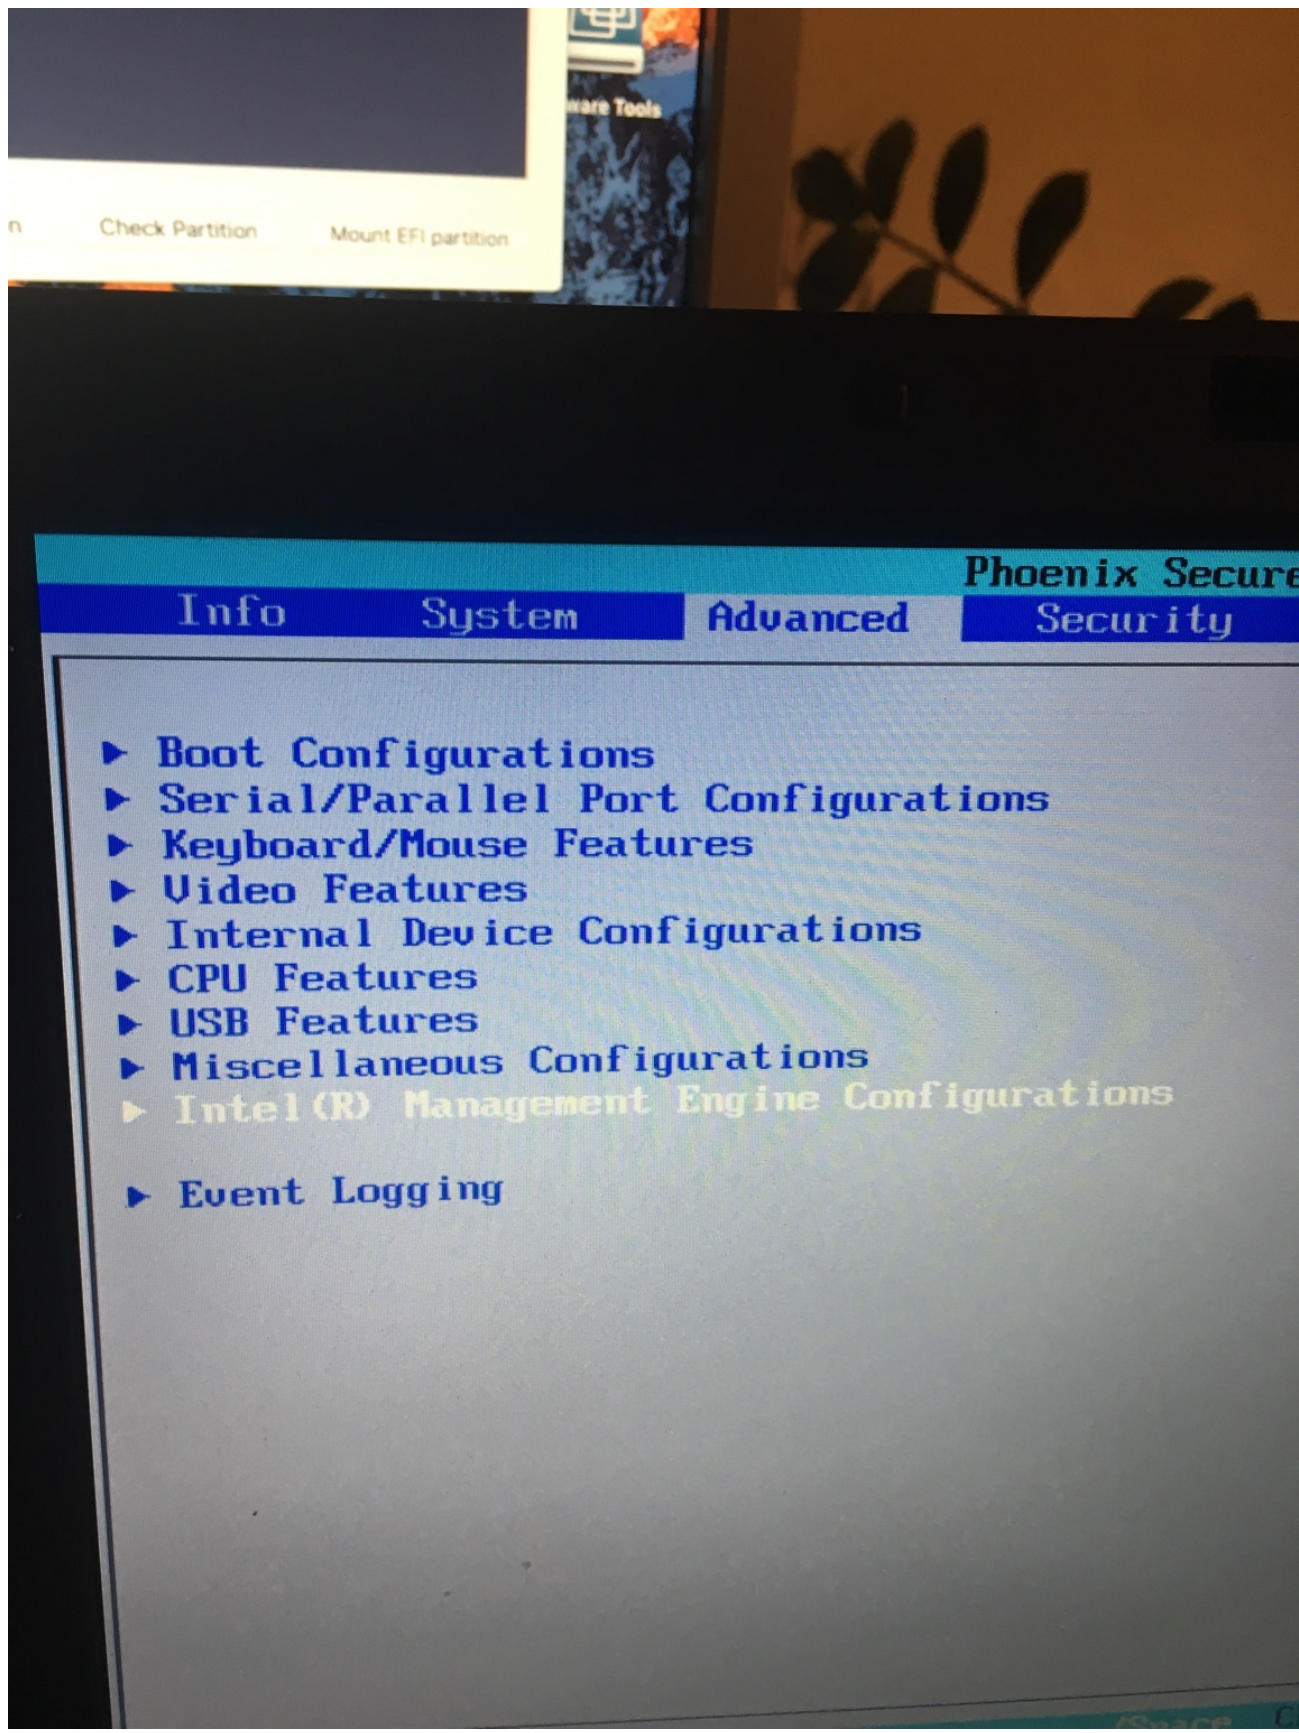 ware Tools
n Check Partition Mount EFI partition
Phoenix Secure
Info System Advanced Security
Boot Configurations
Serial/Parallel Port Configurations
Keyboard/Mouse Features
Video Features
Internal Device Configurations
CPU Features
USB Features
Miscellaneous Configurations
Intel(R) Management Engine Configurations
Event Logging
/Space C